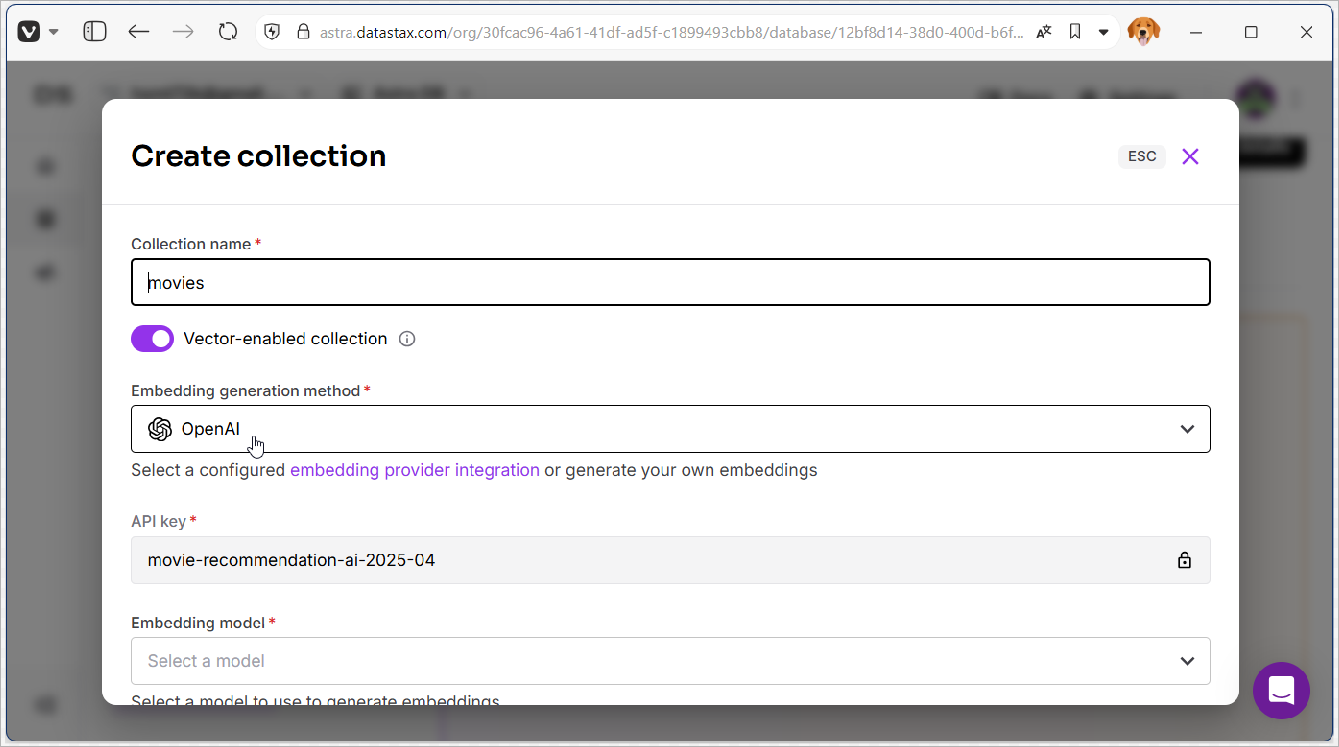 astra.datastax.com/org/30fcac96-4a61-41df-ad5f-c1899493cbb8/database/12bf8d14-38d0-400d-b6f...
Create collection
ESC
Collection name *
movies
Vector-enabled collection
Embedding generation method *
OpenAI
Select a configured embedding provider integration or generate your own embeddings
API key *
movie-recommendation-ai-2025-04
Embedding model *
Select a model
Select a model to use to generate embeddings